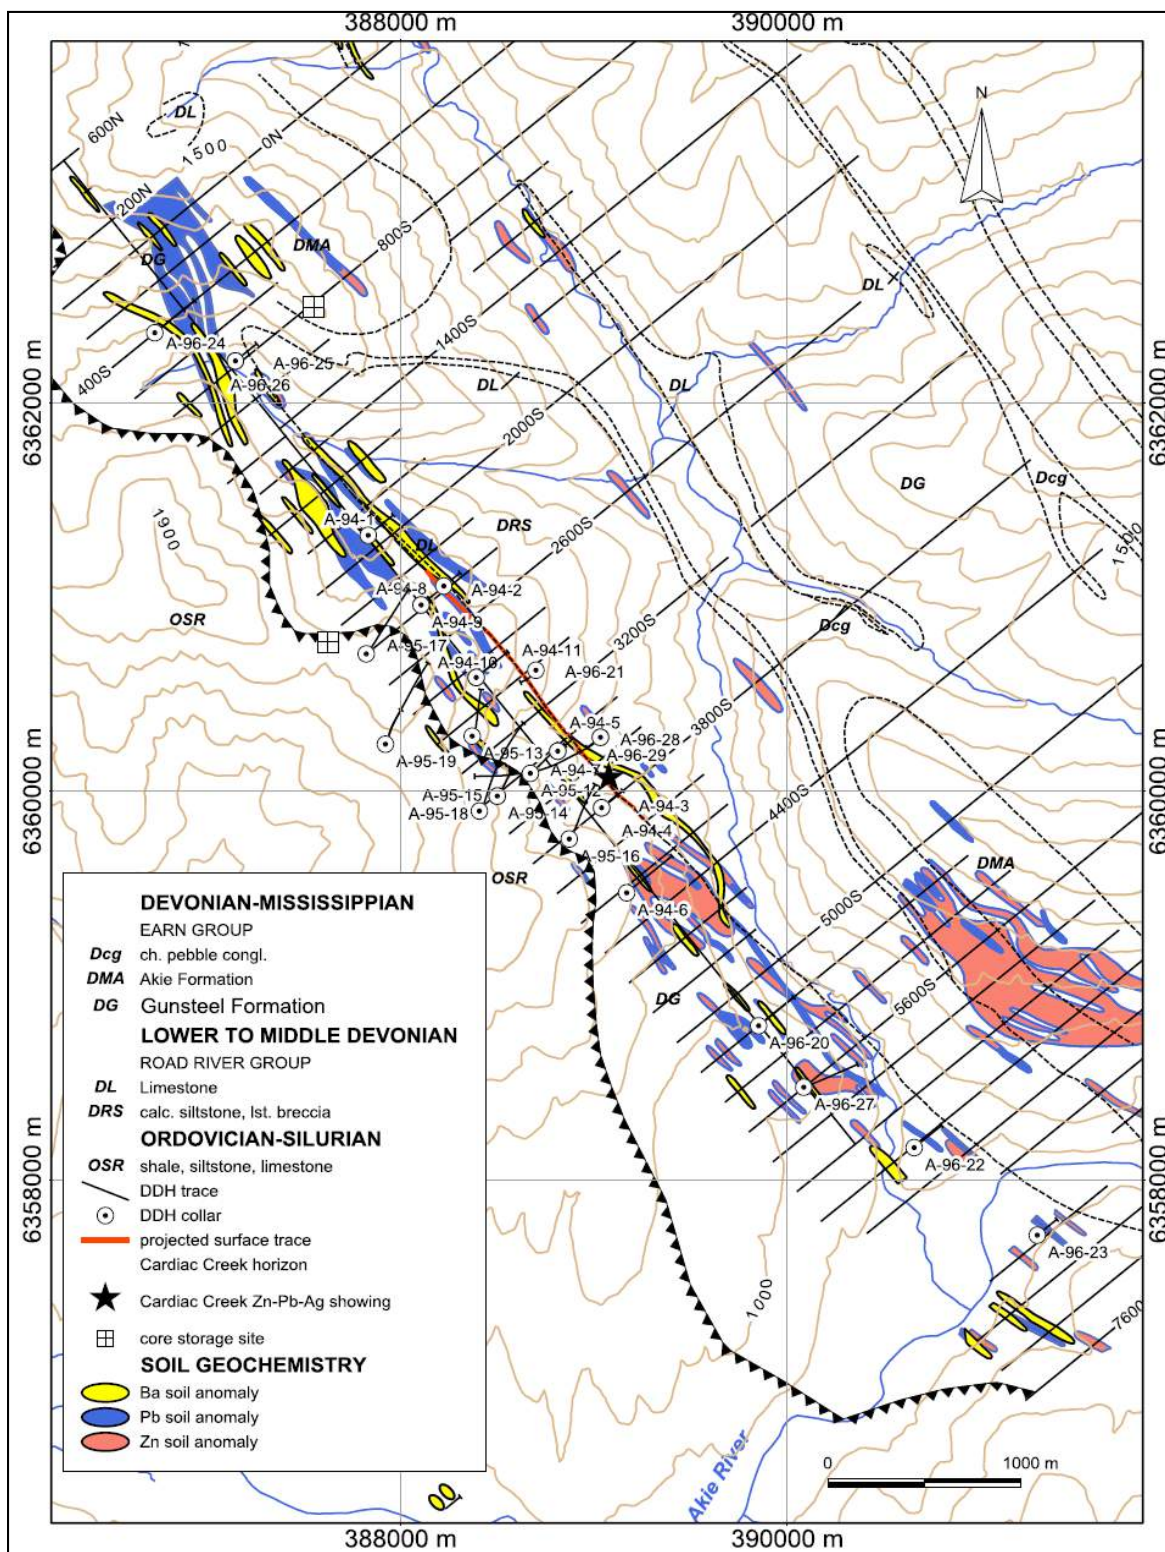 388000 m
390000 m
N
DL
600N
1500
0N
200N
DMA
800S
DG
DL
6362000 m
6362000 m
A-96-24
1400S
A-96-25
400S
A-96-26
DL
DL
2000S
DG
Dcg
1900
A-94-1
DRS
2600S
1500
DL
A-94-8
A-94-2
OSR
A-94-9
3200S
Dcg
A-95-17
A-94-11
A-94-10
A-96-21
3800S
A-94-5
A-96-28
A-95-13
A-96-29
A-95-19
A-94-7
6360000 m
6360000 m
A-95-15
A-95-12
4400S
A-95-18
A-95-14
A-94-3
A-94-4
A-95-16
DMA
OSR
A-94-6
5000S
DG
5600S
A-96-20
A-96-27
A-96-22
6358000 m
6358000 m
A-96-23
1000
7600S
DEVONIAN-MISSISSIPPIAN
EARN GROUP
Dcg ch. pebble congl.
DMA Akie Formation
DG Gunsteel Formation
LOWER TO MIDDLE DEVONIAN
ROAD RIVER GROUP
DL Limestone
DRS calc. siltstone, lst. breccia
ORDOVICIAN-SILURIAN
OSR shale, siltstone, limestone
DDH trace
DDH collar
projected surface trace
Cardiac Creek horizon
Cardiac Creek Zn-Pb-Ag showing
core storage site
SOIL GEOCHEMISTRY
Ba soil anomaly
Pb soil anomaly
Zn soil anomaly
Akie River
0 1000 m
388000 m
390000 m